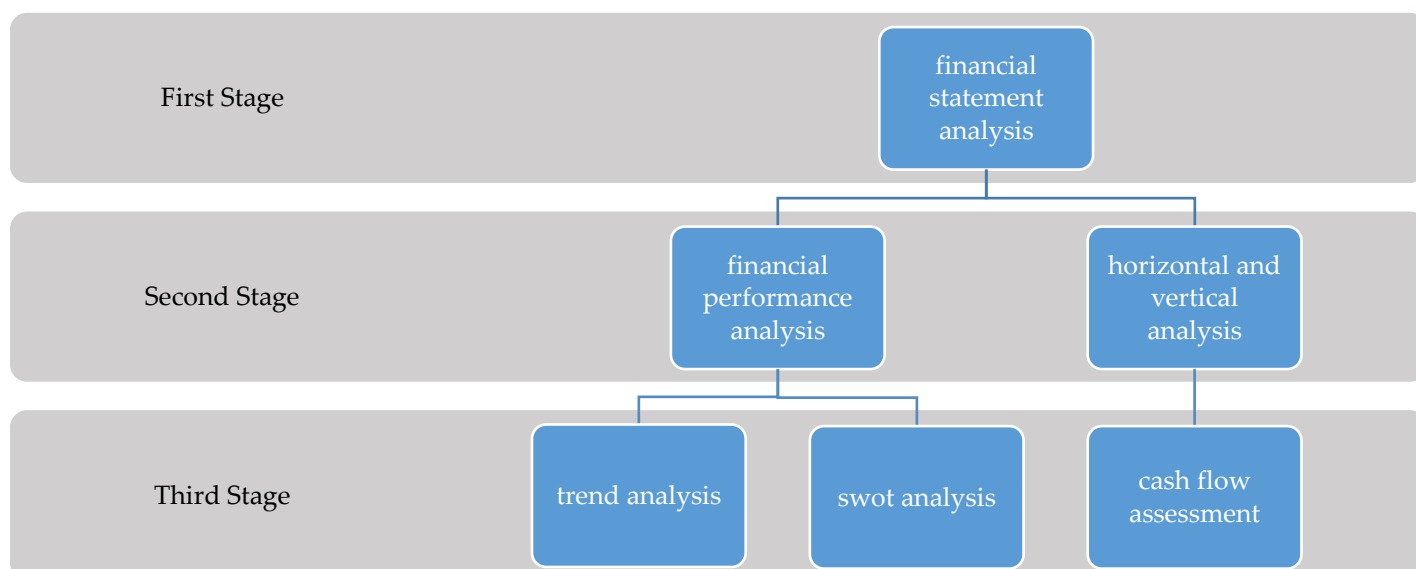 First Stage
financial
statement
analysis
Second Stage
financial
performance
analysis
horizontal and
vertical
analysis
Third Stage
trend analysis
swot analysis
cash flow
assessment